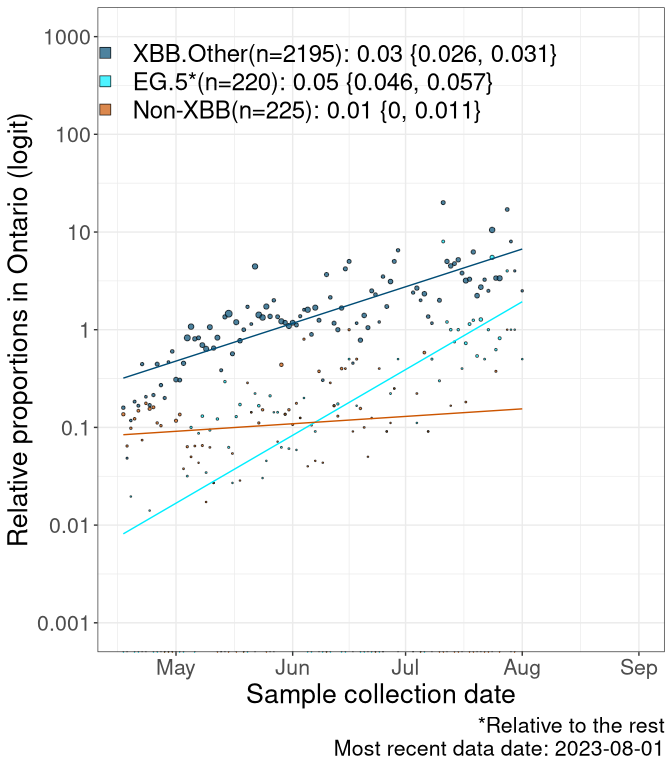 XBB.Other(n=2195): 0.03 {0.026, 0.031}
EG.5*(n=220): 0.05 {0.046, 0.057}
Non-XBB(n=225): 0.01 {0, 0.011}
Relative proportions in Ontario (logit)
1000
100
10
1
0.1
0.01
0.001
May Jun Jul Aug Sep
Sample collection date
*Relative to the rest
Most recent data date: 2023-08-01